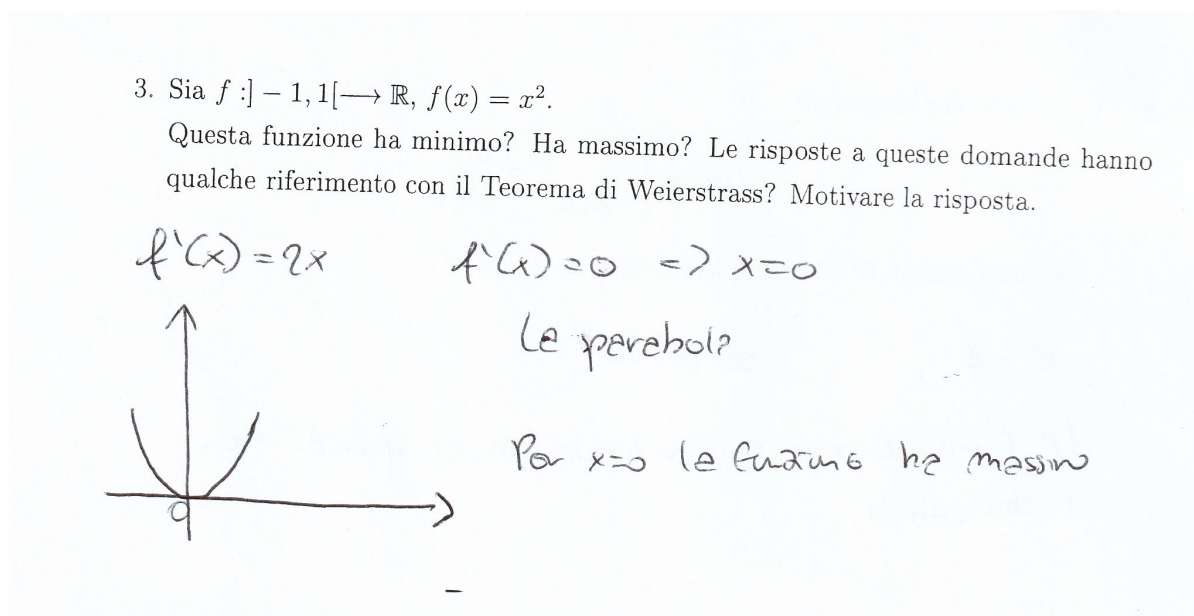 3. Sia f :] − 1, 1[⟶ ℝ, f(x) = x².
Questa funzione ha minimo? Ha massimo? Le risposte a queste domande hanno
qualche riferimento con il Teorema di Weierstrass? Motivare la risposta.
f'(x) = 2x f'(x) = 0 => x=0
La parabola
Per x=0 la funzione ha massimo
0